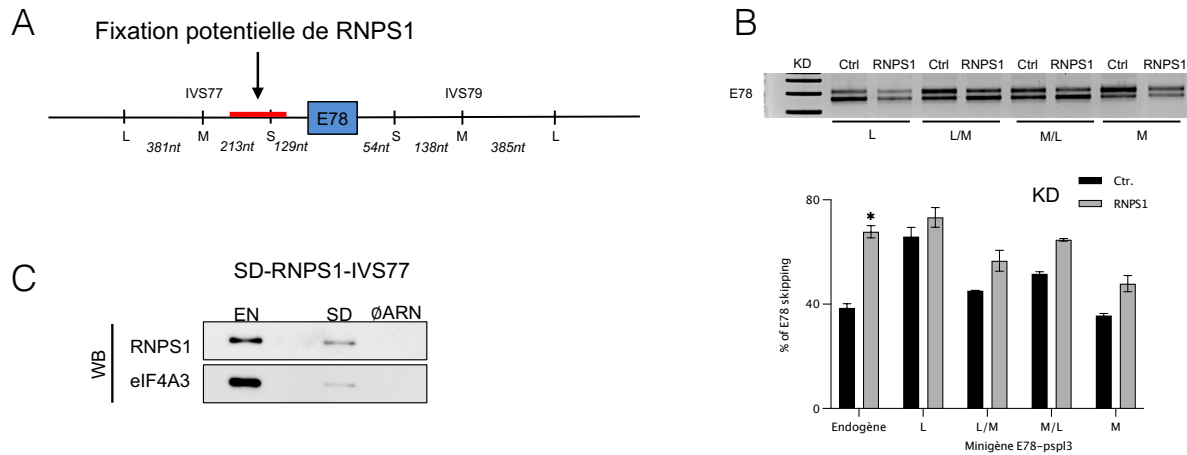 A
Fixation potentielle de RNPS1
IVS77
IVS79
E78
L
M
S
S
M
L
381nt
213nt
129nt
54nt
138nt
385nt
B
KD
Ctrl
RNPS1
Ctrl
RNPS1
Ctrl
RNPS1
Ctrl
RNPS1
E78
L
L/M
M/L
M
KD
Ctr.
RNPS1
80
40
0
% of E78 skipping
*
Endogène
L
L/M
M/L
M
Minigène E78-pspl3
C
SD-RNPS1-IVS77
EN
SD
ØARN
WB
RNPS1
eIF4A3